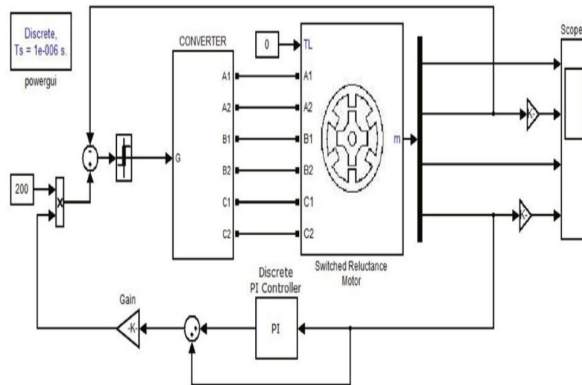 Discrete,
Ts = 1e-006 s.
powergui
CONVERTER
G
A1
A2
B1
B2
C1
C2
0
TL
A1
A2
B1
B2
C1
C2
m
Switched Reluctance
Motor
Scope
K-
K-
200
x
Gain
-K-
Discrete
PI Controller
PI